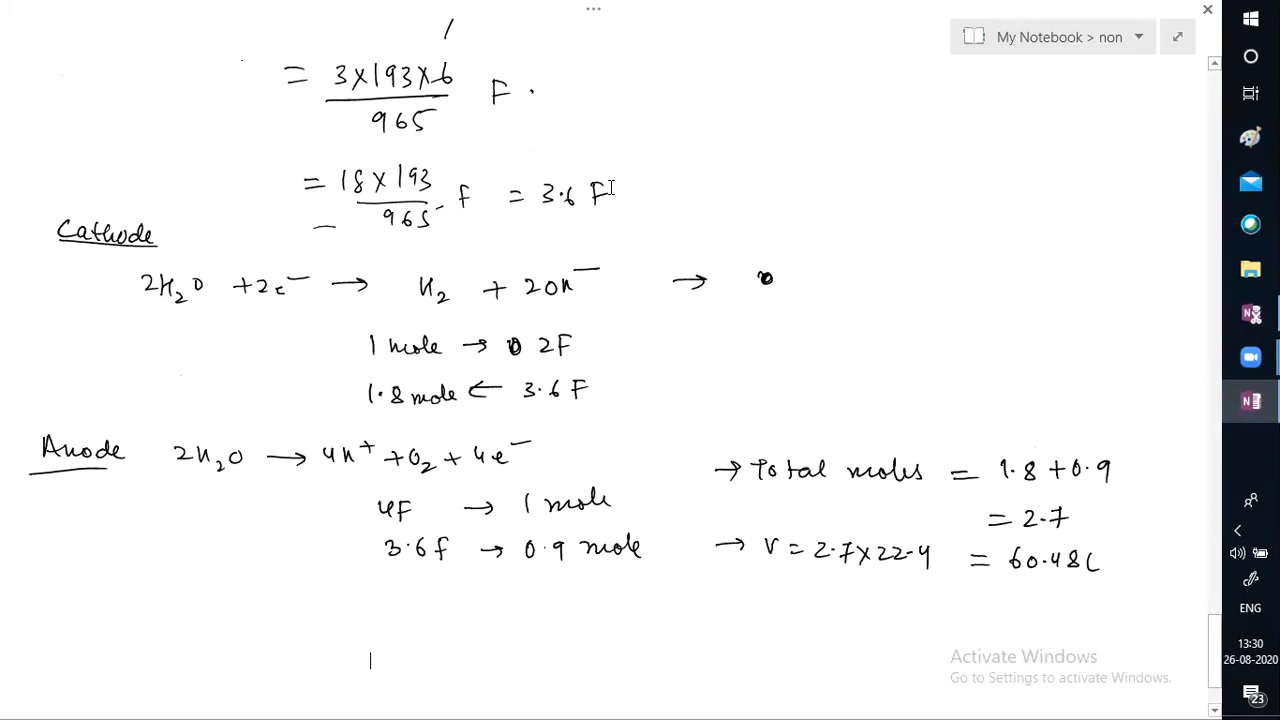 My Notebook > non
= 3×193×6 / 965 F.
= 18×193 / 965 F = 3.6 F
Cathode
2H₂O + 2e⁻ → H₂ + 2OH⁻ →
1 mole → 2F
1.8 mole ← 3.6 F
Anode 2H₂O → 4H⁺ + O₂ + 4e⁻
4F → 1 mole
3.6 F → 0.9 mole
→ Total moles = 1.8 + 0.9
= 2.7
→ V = 2.7×22.4 = 60.48L
Activate Windows
Go to Settings to activate Windows.
ENG
13:30
26-08-2020
23